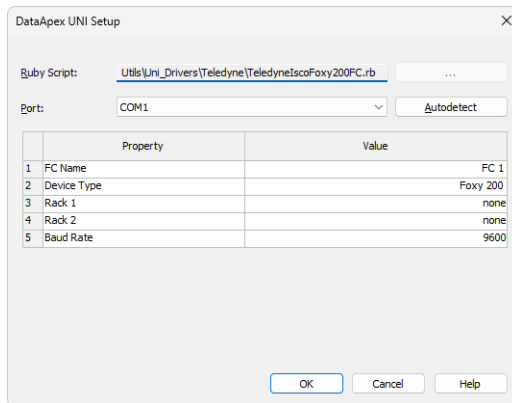 DataApex UNI Setup
Ruby Script: Utils\Uni_Drivers\Teledyne\TeledyneIscoFoxy200FC.rb ...
Port: COM1 Autodetect
Property Value
1 FC Name FC 1
2 Device Type Foxy 200
3 Rack 1 none
4 Rack 2 none
5 Baud Rate 9600
OK Cancel Help